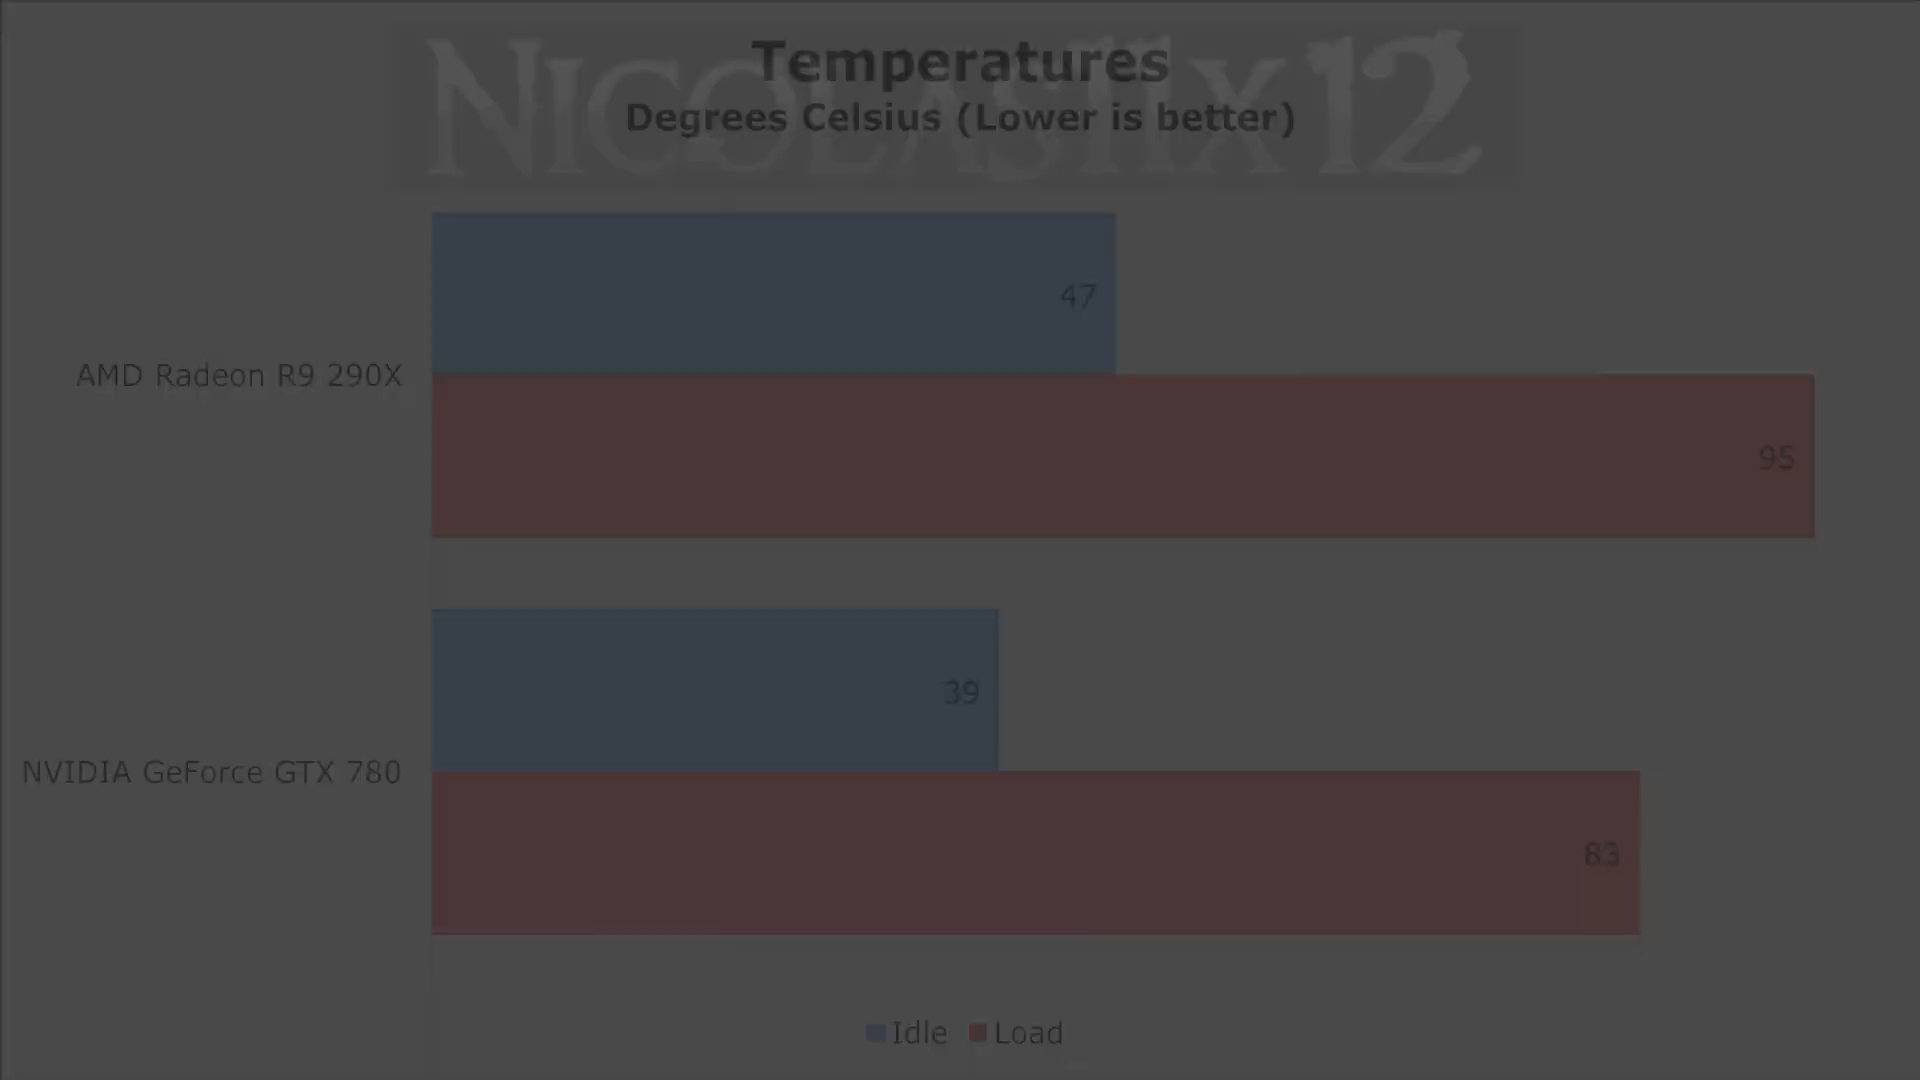 Temperatures
Degrees Celsius (Lower is better)
NICOLAS11X12
AMD Radeon R9 290X
47
95
NVIDIA GeForce GTX 780
39
83
Idle
Load